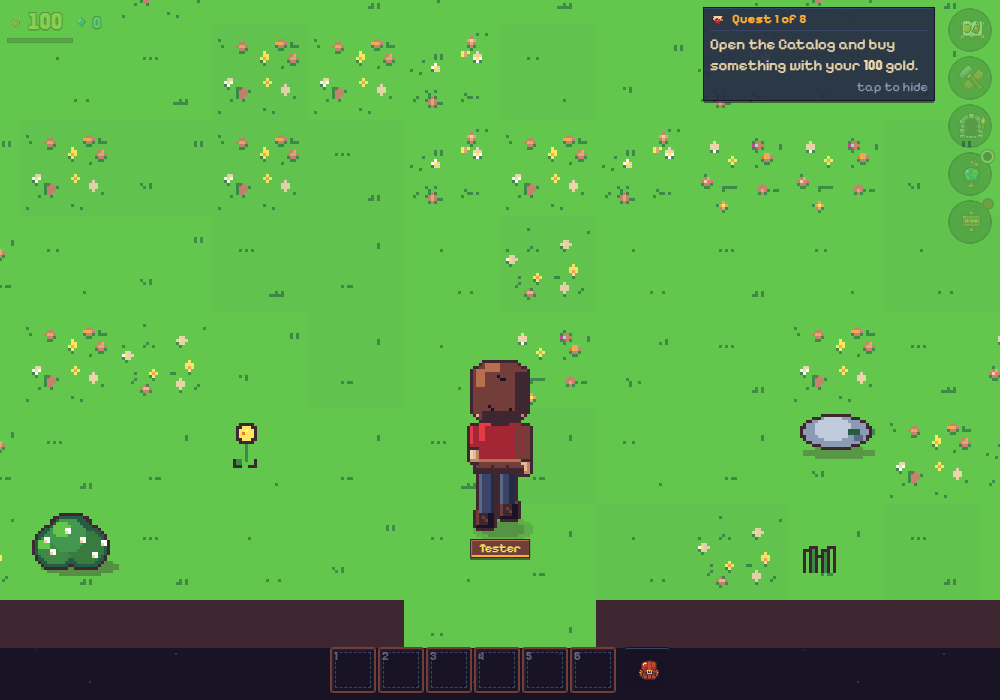 100 0
Quest 1 of 8
Open the Catalog and buy
something with your 100 gold.
tap to hide
Tester
1 2 3 4 5 6